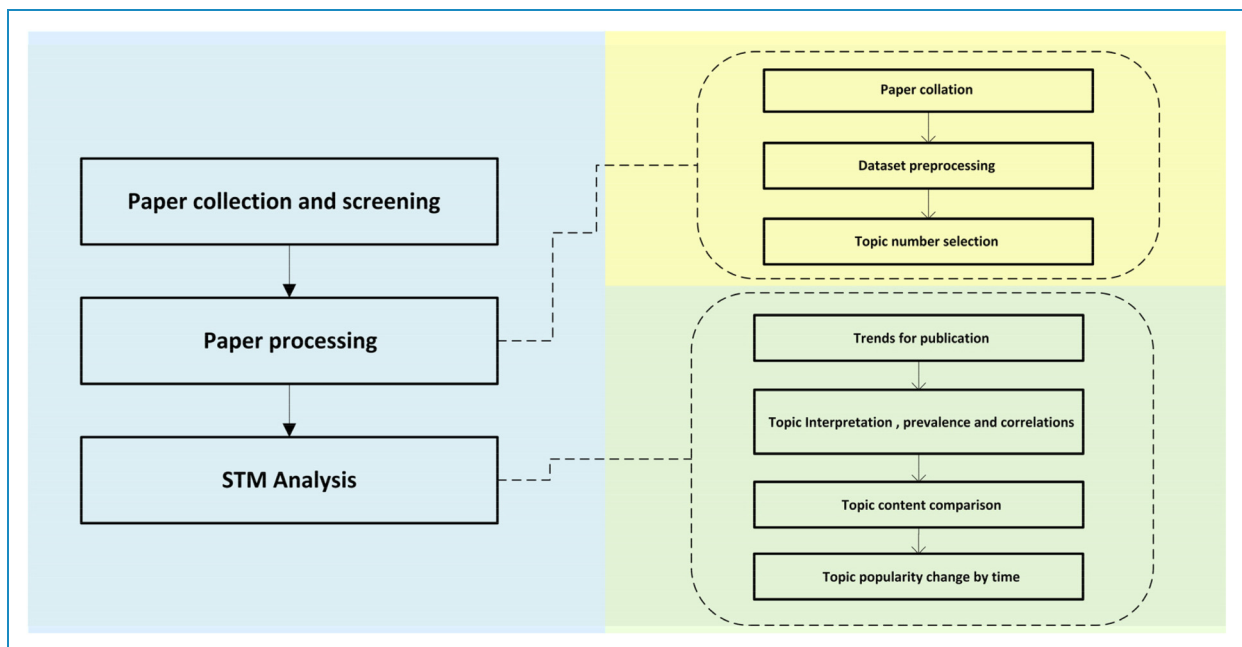 Paper collection and screening
Paper processing
STM Analysis
Paper collation
Dataset preprocessing
Topic number selection
Trends for publication
Topic Interpretation , prevalence and correlations
Topic content comparison
Topic popularity change by time